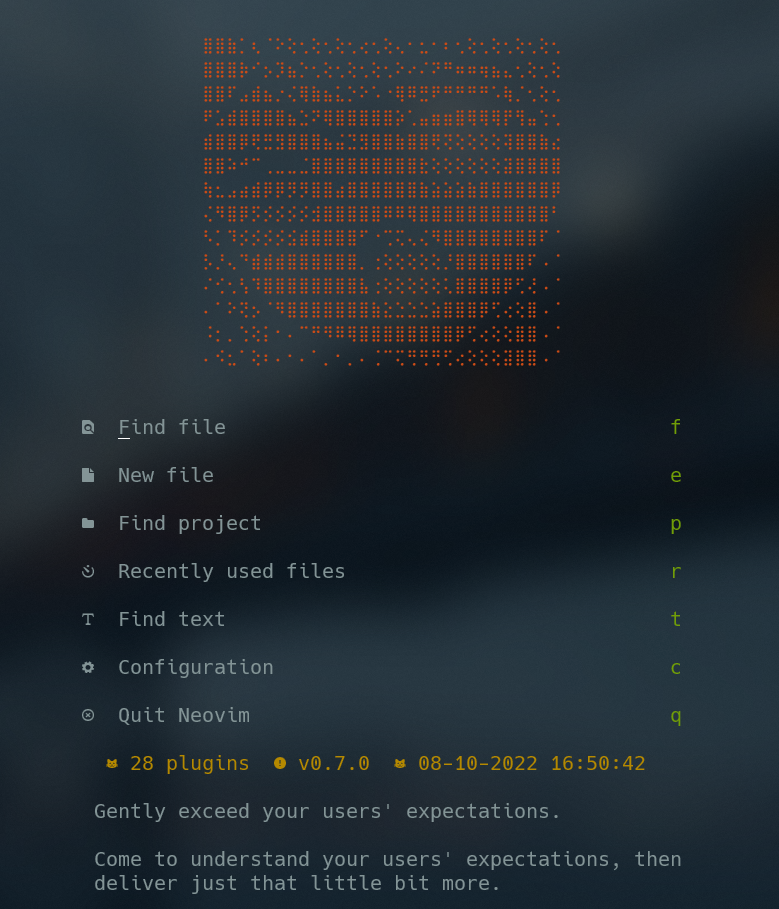 Find file f
New file e
Find project p
Recently used files r
Find text t
Configuration c
Quit Neovim q
28 plugins v0.7.0 08-10-2022 16:50:42
Gently exceed your users' expectations.
Come to understand your users' expectations, then
deliver just that little bit more.